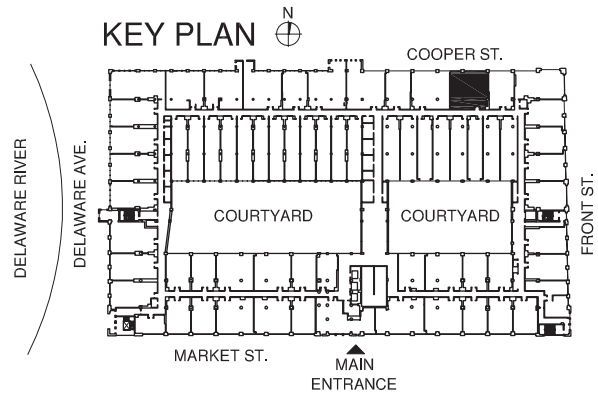 N
KEY PLAN
COOPER ST.
DELAWARE RIVER
DELAWARE AVE.
COURTYARD
COURTYARD
FRONT ST.
MARKET ST.
MAIN
ENTRANCE